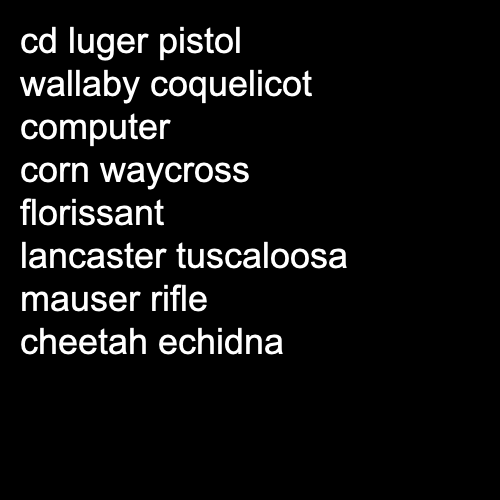 cd luger pistol
wallaby coquelicot
computer
corn waycross
florissant
lancaster tuscaloosa
mauser rifle
cheetah echidna